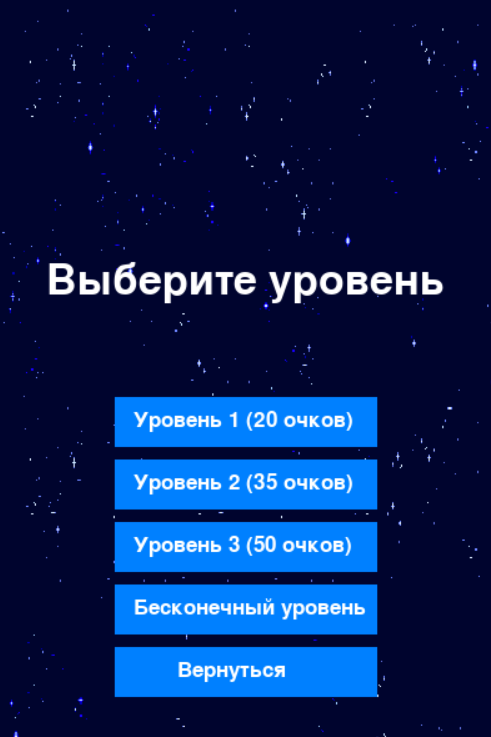 Выберите уровень
Уровень 1 (20 очков)
Уровень 2 (35 очков)
Уровень 3 (50 очков)
Бесконечный уровень
Вернуться